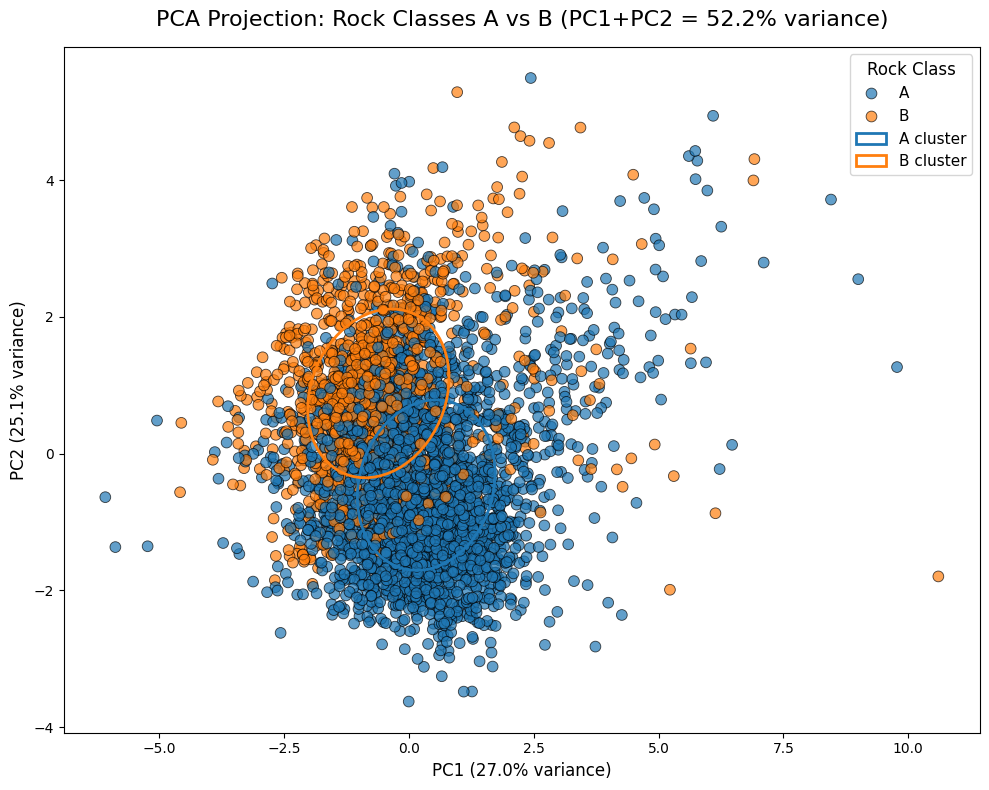 PCA Projection: Rock Classes A vs B (PC1+PC2 = 52.2% variance)
Rock Class
A
B
A cluster
B cluster
PC2 (25.1% variance)
4
2
0
−2
−4
−5.0
−2.5
0.0
2.5
5.0
7.5
10.0
PC1 (27.0% variance)